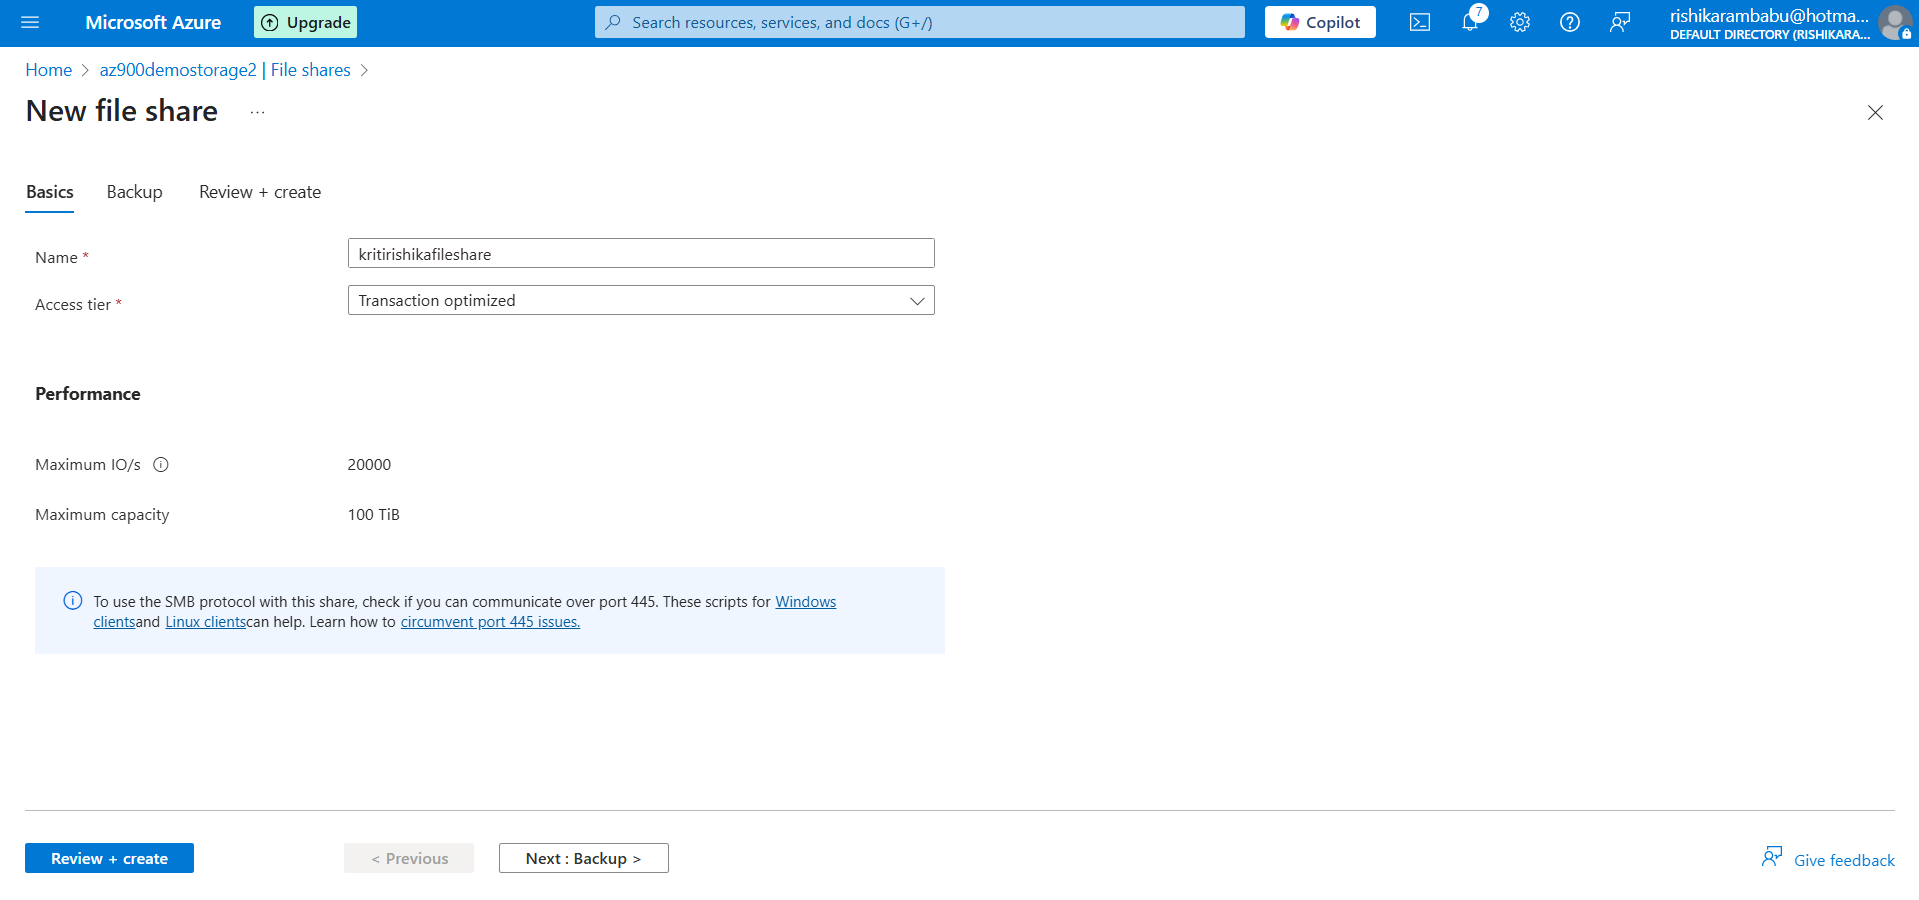 Microsoft Azure
Upgrade
Search resources, services, and docs (G+/)
Copilot
7
rishikarambabu@hotma...
DEFAULT DIRECTORY (RISHIKARA...
Home > az900demostorage2 | File shares >
New file share ...
Basics Backup Review + create
Name * kritirishikafileshare
Access tier * Transaction optimized
Performance
Maximum IO/s 20000
Maximum capacity 100 TiB
To use the SMB protocol with this share, check if you can communicate over port 445. These scripts for Windows
clientsand Linux clientscan help. Learn how to circumvent port 445 issues.
Review + create < Previous Next : Backup > Give feedback